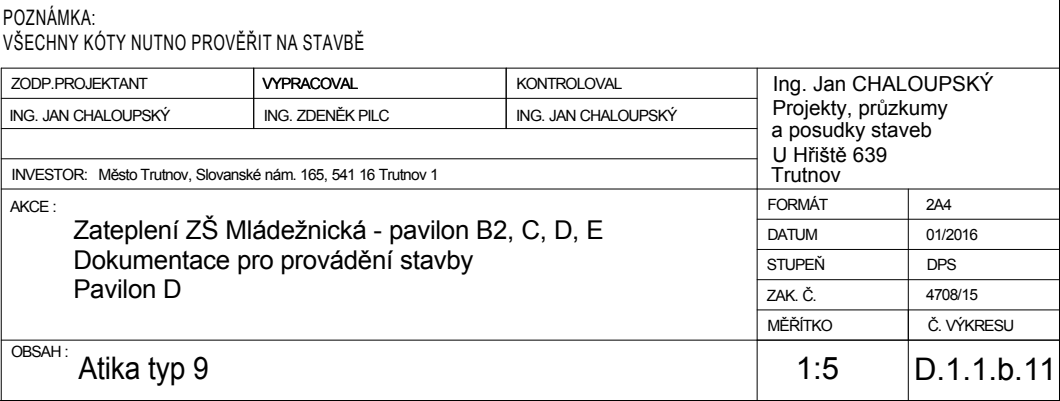 POZNÁMKA:
VŠECHNY KÓTY NUTNO PROVĚŘIT NA STAVBĚ
ZODP.PROJEKTANT VYPRACOVAL KONTROLOVAL
ING. JAN CHALOUPSKÝ ING. ZDENĚK PILC ING. JAN CHALOUPSKÝ
Ing. Jan CHALOUPSKÝ
Projekty, průzkumy
a posudky staveb
U Hřiště 639
Trutnov
INVESTOR: Město Trutnov, Slovanské nám. 165, 541 16 Trutnov 1
AKCE :
Zateplení ZŠ Mládežnická - pavilon B2, C, D, E
Dokumentace pro provádění stavby
Pavilon D
FORMÁT 2A4
DATUM 01/2016
STUPEŇ DPS
ZAK. Č. 4708/15
MĚŘÍTKO Č. VÝKRESU
OBSAH : Atika typ 9
1:5 D.1.1.b.11